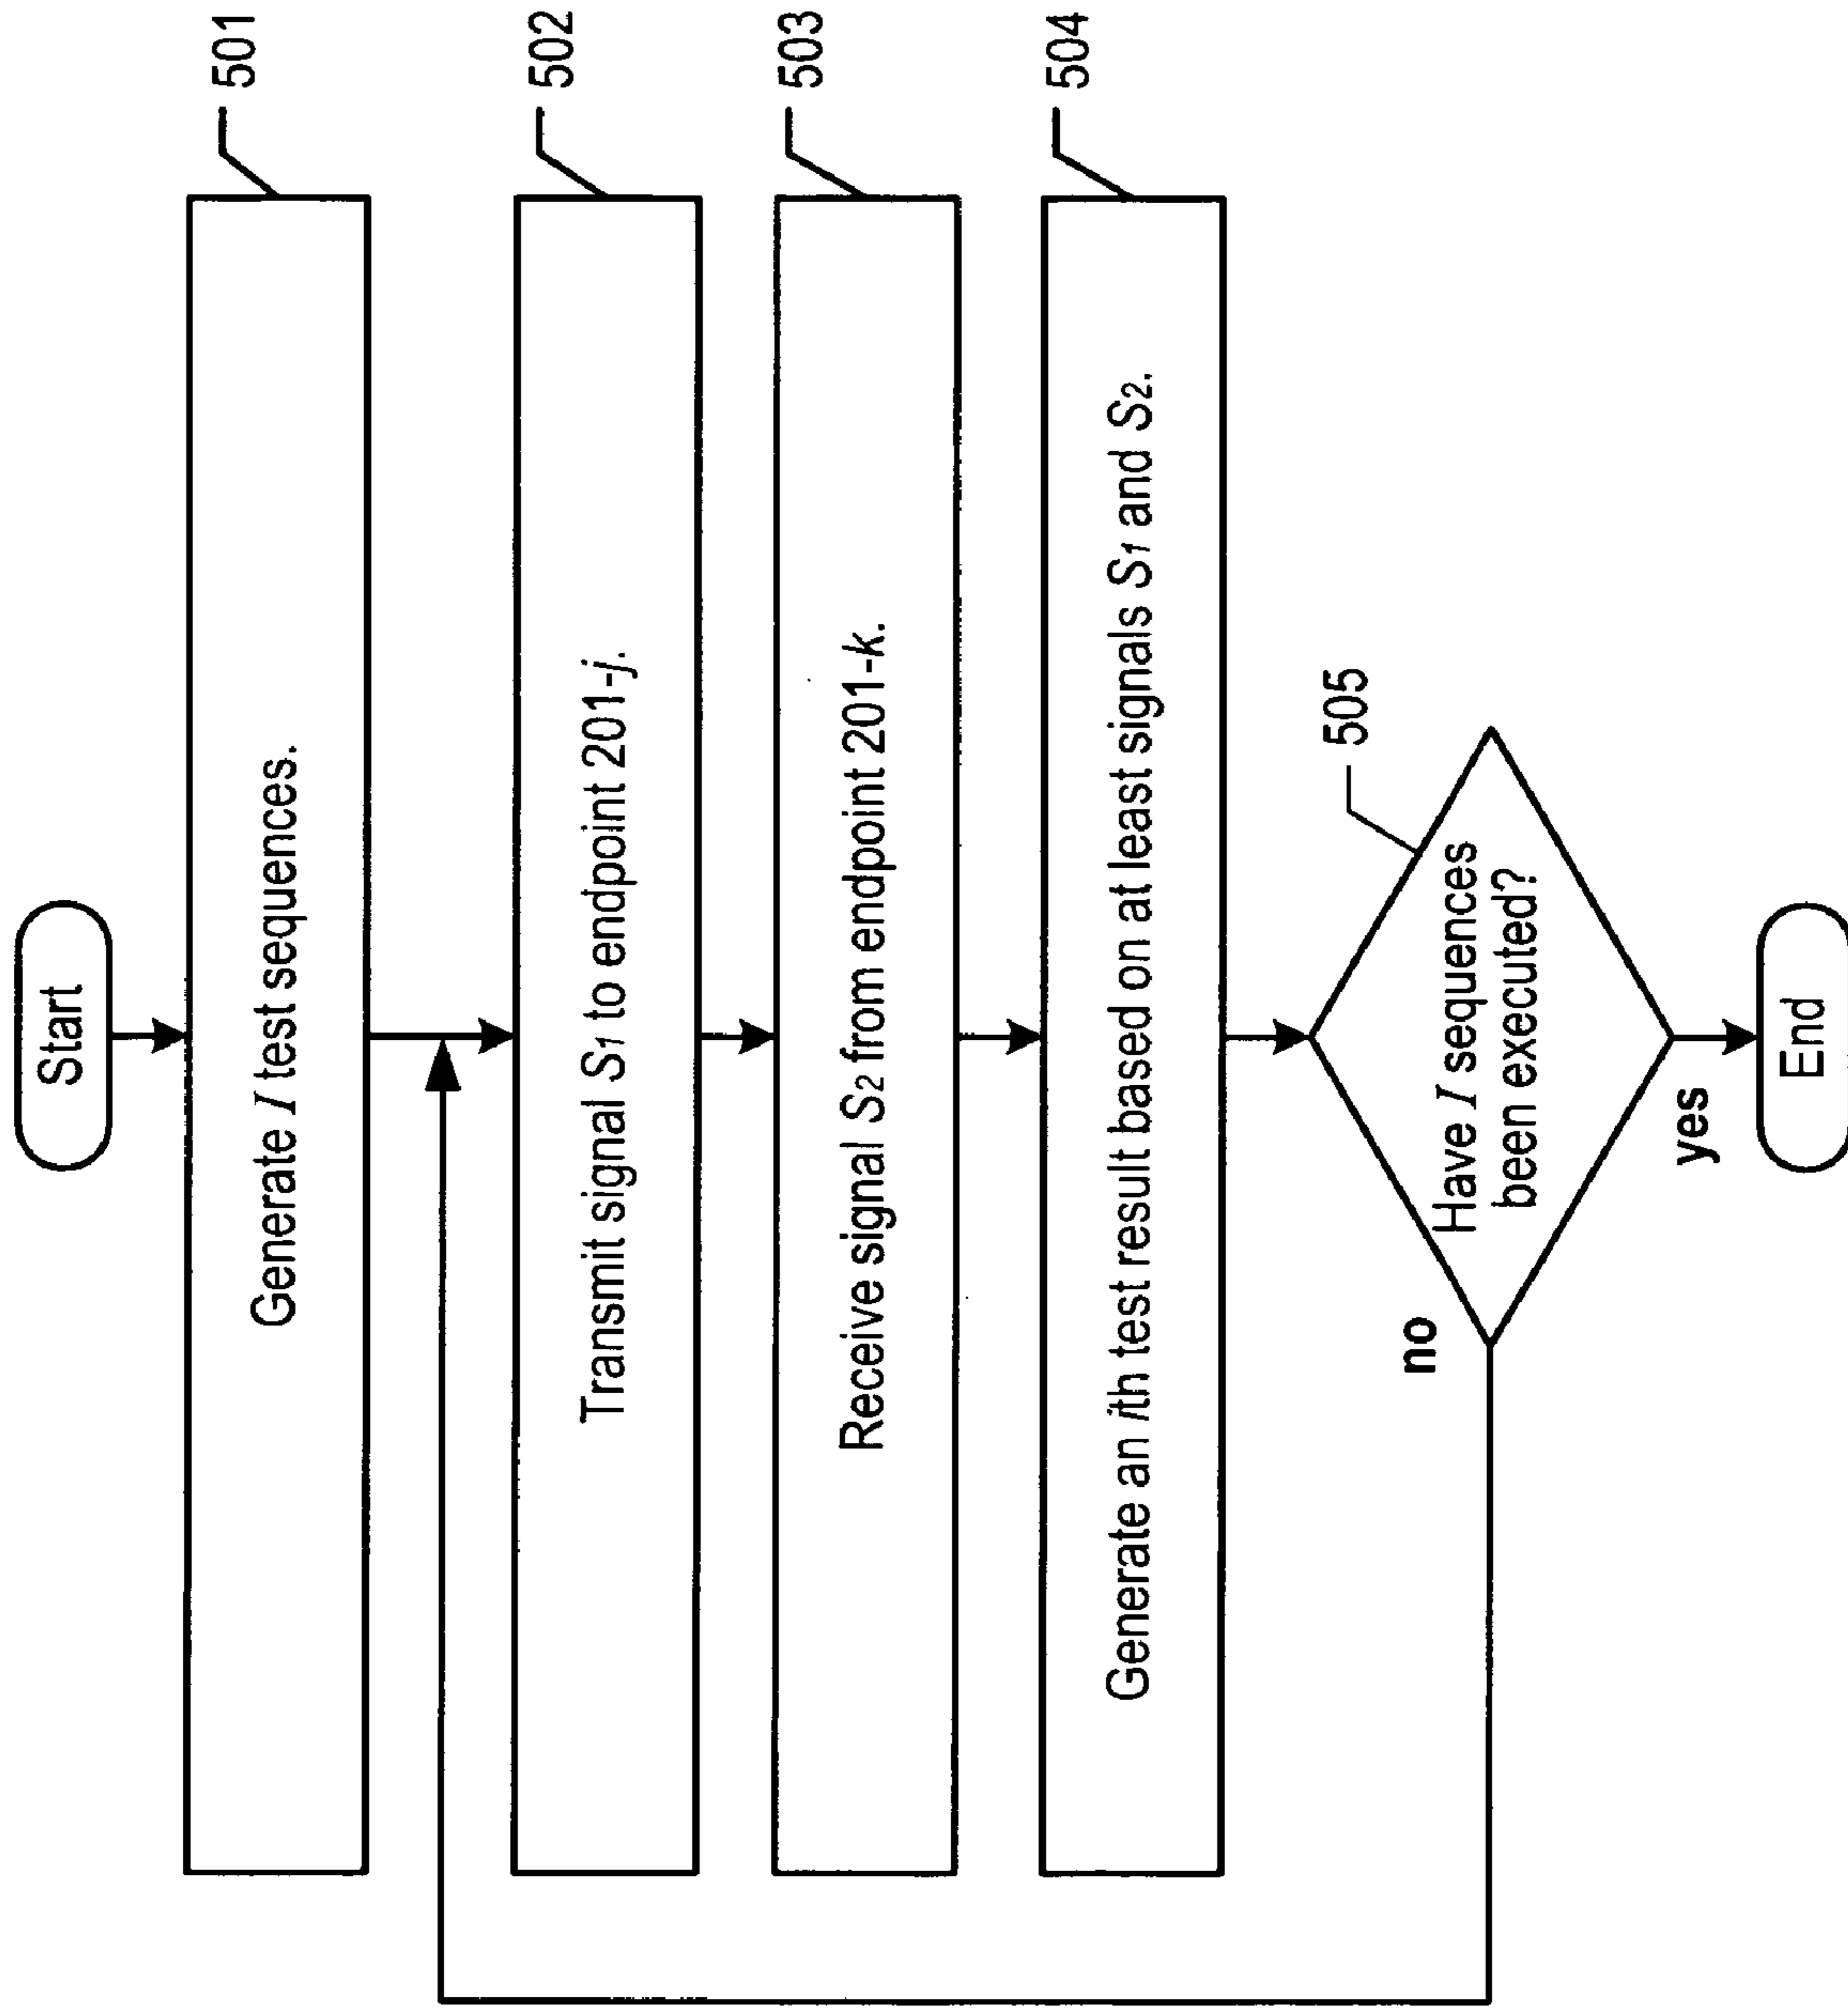 Start
501
Generate I test sequences.
502
Transmit signal S1 to endpoint 201-j.
503
Receive signal S2 from endpoint 201-k.
504
Generate an ith test result based on at least signals S1 and S2.
505
Have I sequences
been executed?
no
yes
End